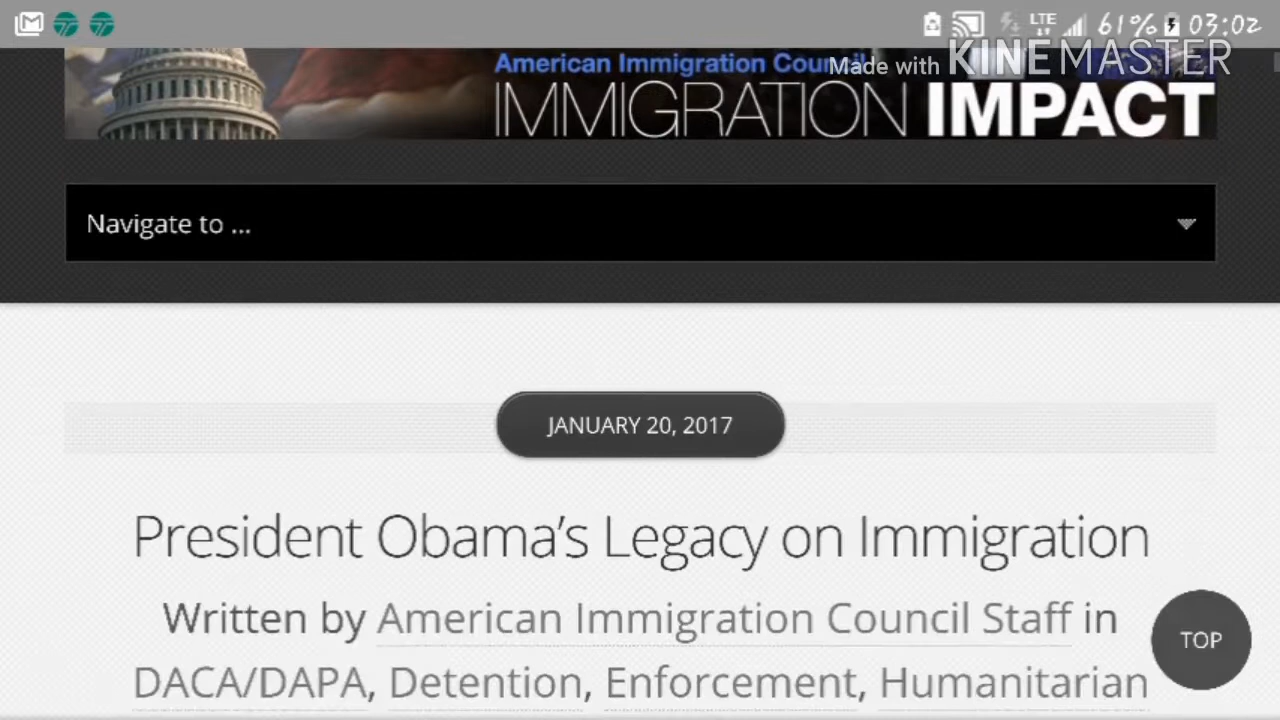 LTE 61% 03:02
Made with KINEMASTER
American Immigration Council
IMMIGRATION IMPACT
Navigate to ...
JANUARY 20, 2017
President Obama’s Legacy on Immigration
Written by American Immigration Council Staff in
DACA/DAPA, Detention, Enforcement, Humanitarian
TOP